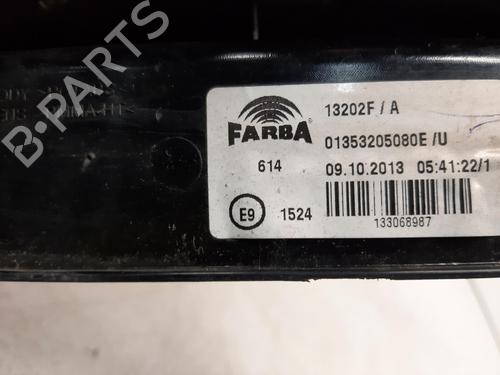 FARBA
614
E9
1524
13202F / A
01353205080E /U
09.10.2013 05:41:22/1
133068987
B-PARTS